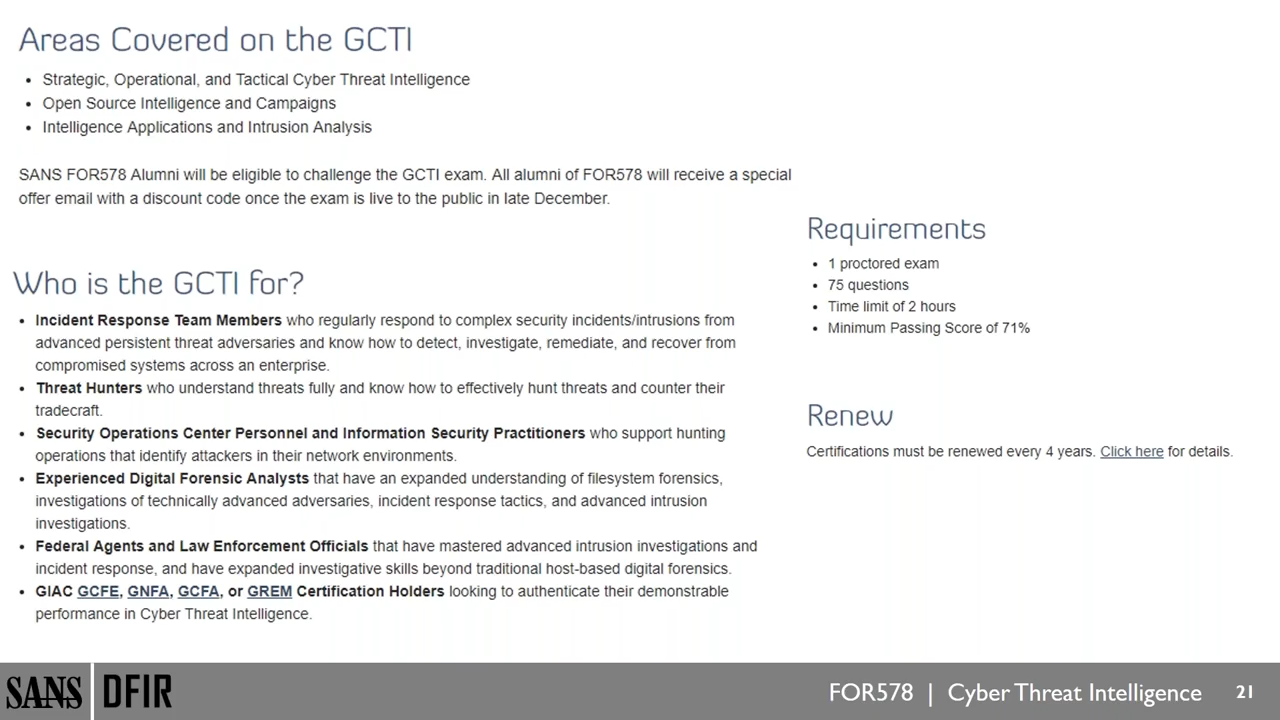 Areas Covered on the GCTI
• Strategic, Operational, and Tactical Cyber Threat Intelligence
• Open Source Intelligence and Campaigns
• Intelligence Applications and Intrusion Analysis
SANS FOR578 Alumni will be eligible to challenge the GCTI exam. All alumni of FOR578 will receive a special
offer email with a discount code once the exam is live to the public in late December.
Who is the GCTI for?
• Incident Response Team Members who regularly respond to complex security incidents/intrusions from
advanced persistent threat adversaries and know how to detect, investigate, remediate, and recover from
compromised systems across an enterprise.
• Threat Hunters who understand threats fully and know how to effectively hunt threats and counter their
tradecraft.
• Security Operations Center Personnel and Information Security Practitioners who support hunting
operations that identify attackers in their network environments.
• Experienced Digital Forensic Analysts that have an expanded understanding of filesystem forensics,
investigations of technically advanced adversaries, incident response tactics, and advanced intrusion
investigations.
• Federal Agents and Law Enforcement Officials that have mastered advanced intrusion investigations and
incident response, and have expanded investigative skills beyond traditional host-based digital forensics.
• GIAC GCFE, GNFA, GCFA, or GREM Certification Holders looking to authenticate their demonstrable
performance in Cyber Threat Intelligence.
Requirements
• 1 proctored exam
• 75 questions
• Time limit of 2 hours
• Minimum Passing Score of 71%
Renew
Certifications must be renewed every 4 years. Click here for details.
SANS | DFIR
FOR578 | Cyber Threat Intelligence 21